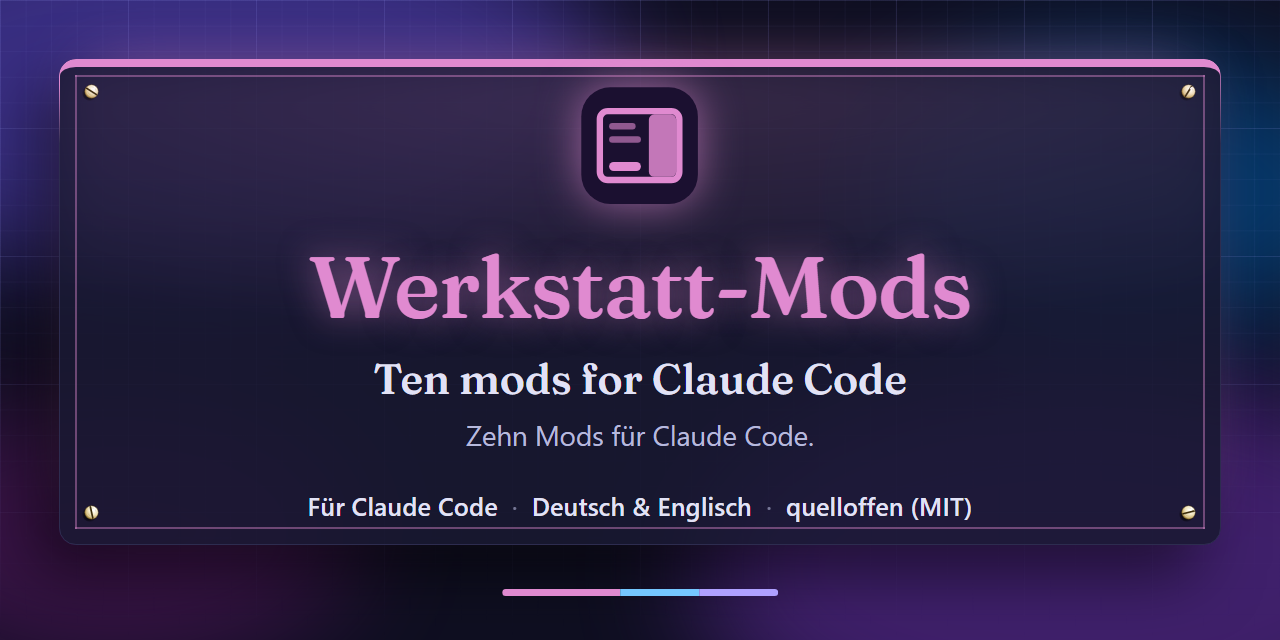 Werkstatt-Mods
Ten mods for Claude Code
Zehn Mods für Claude Code.
Für Claude Code · Deutsch & Englisch · quelloffen (MIT)